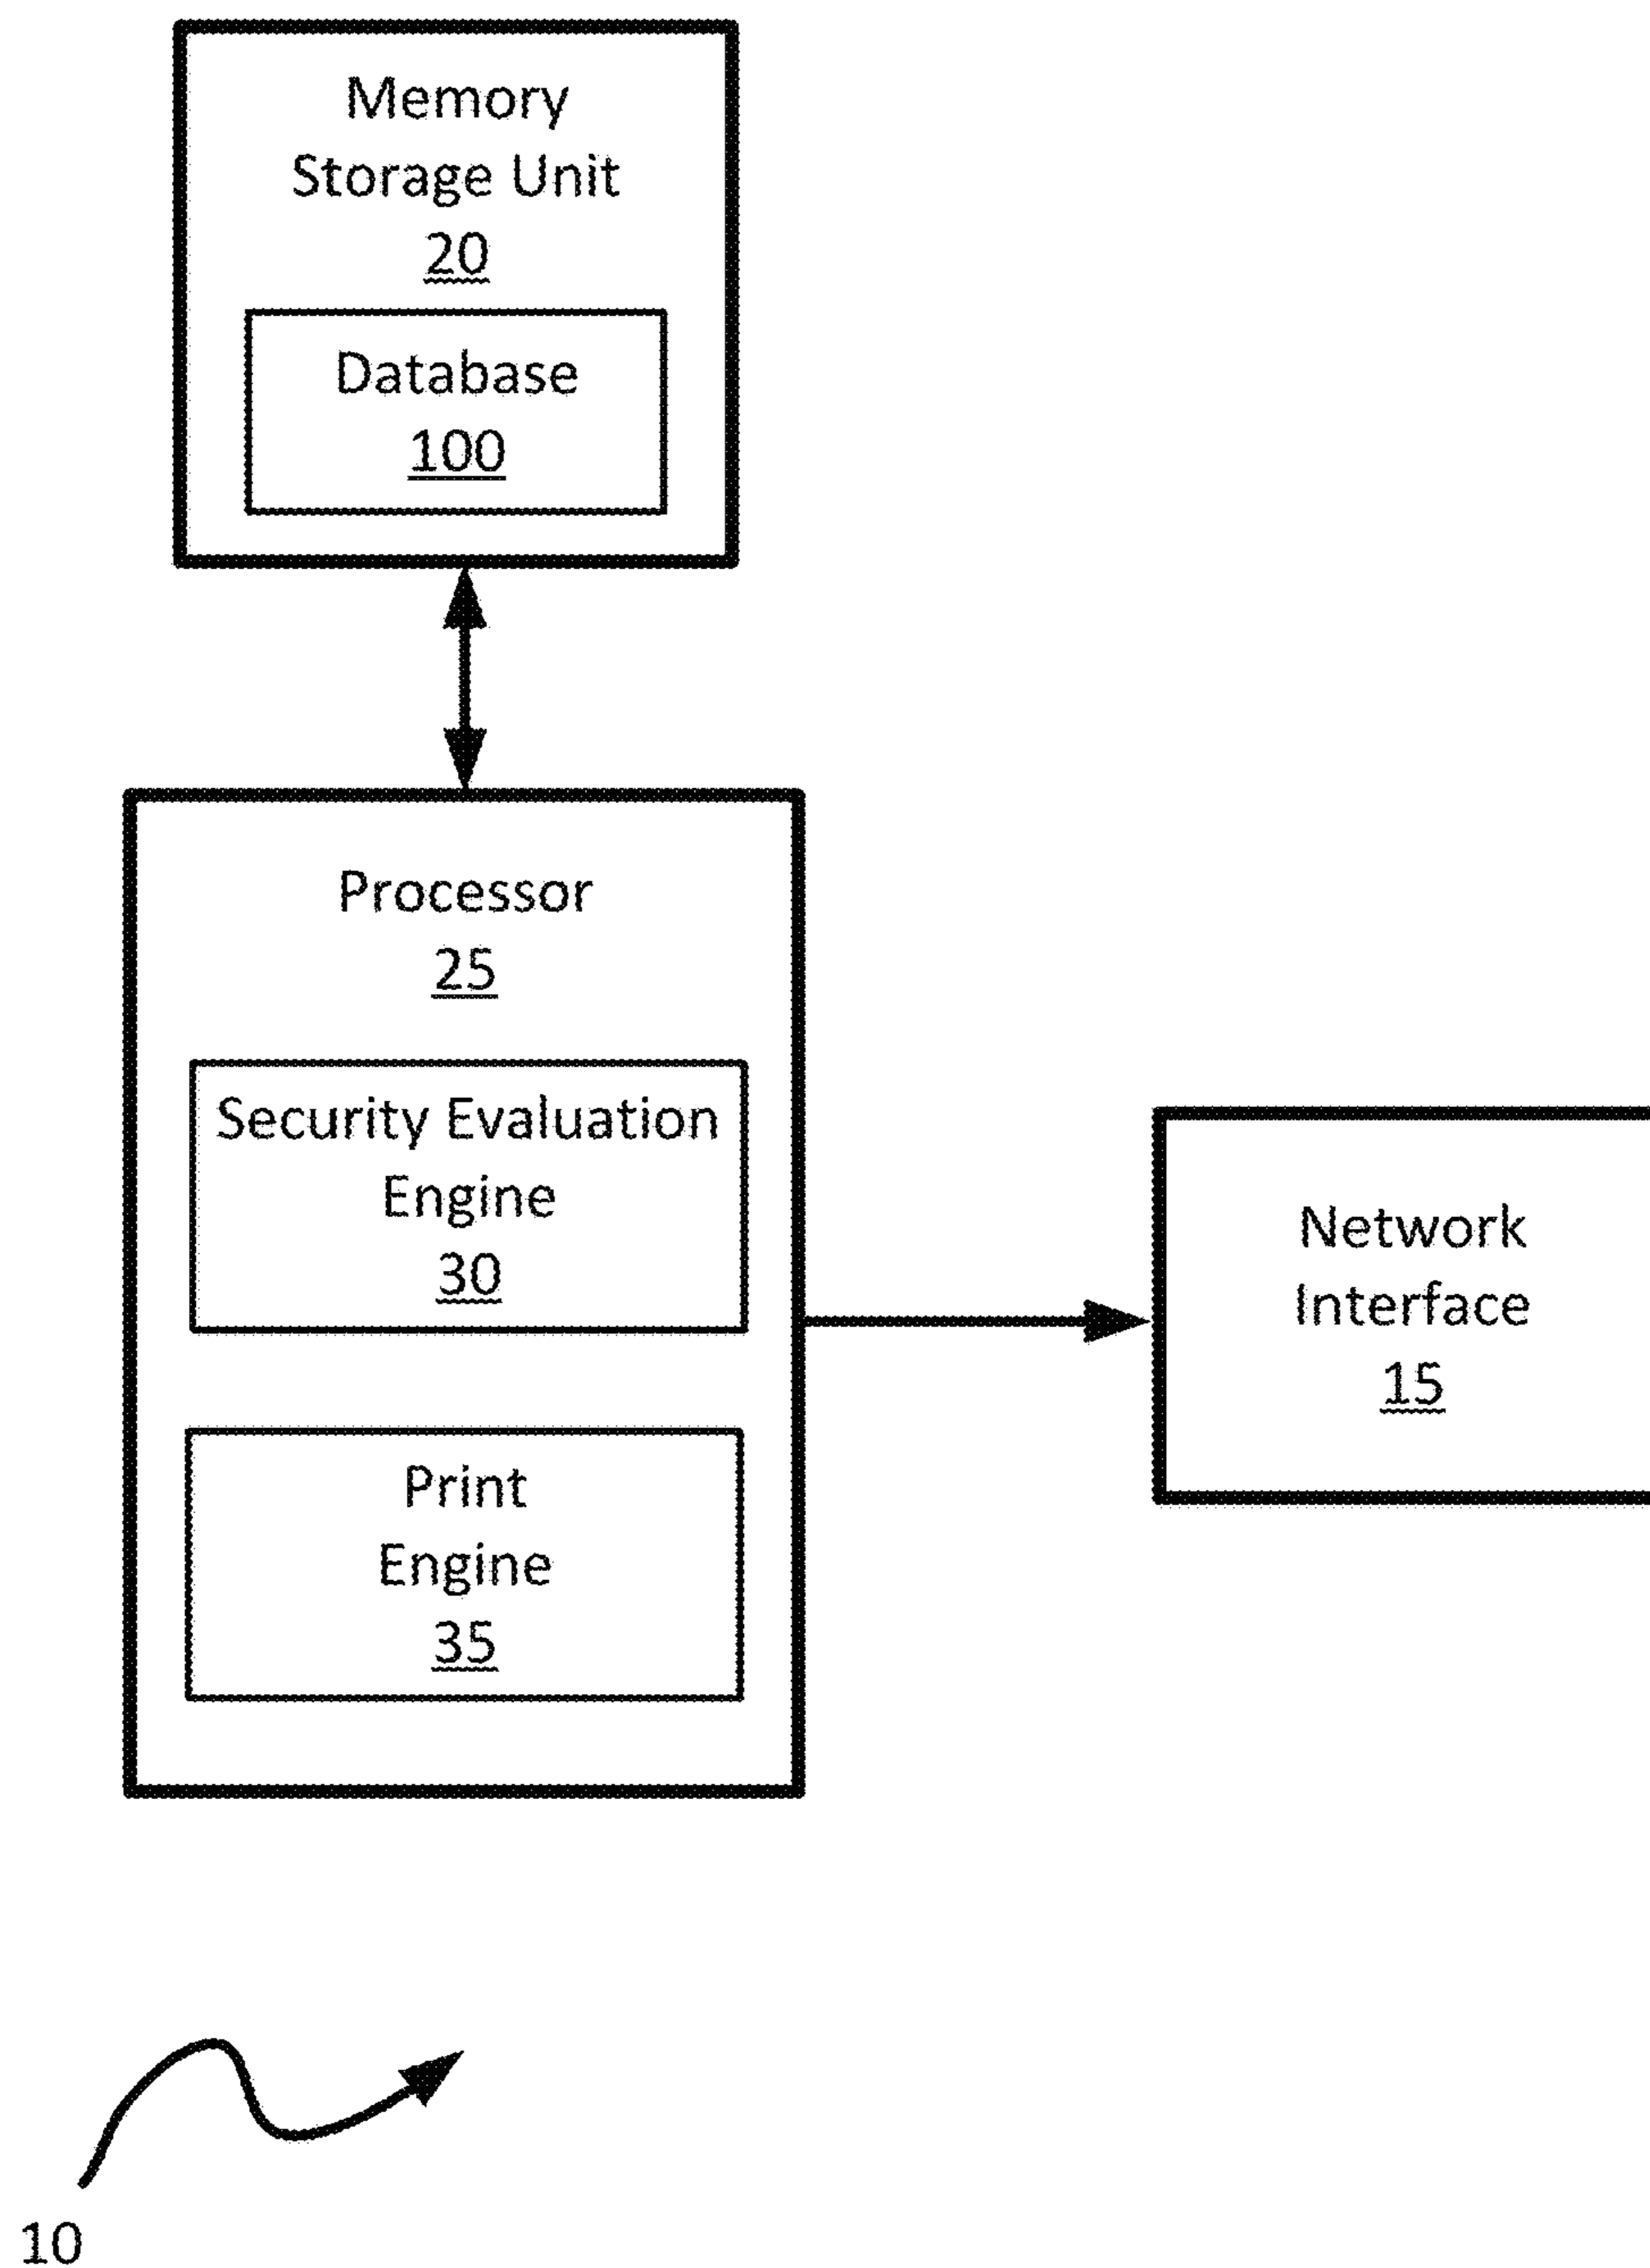 Memory
Storage Unit
20
Database
100
Processor
25
Security Evaluation
Engine
30
Print
Engine
35
Network
Interface
15
10